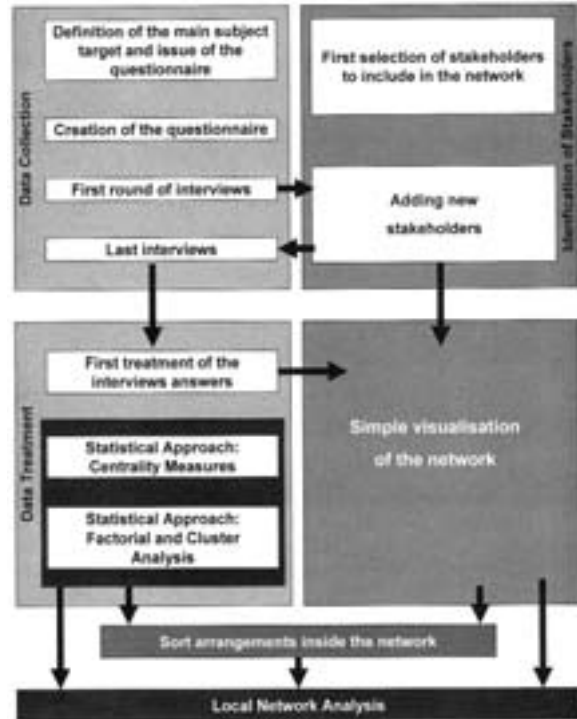 Data Collection
Definition of the main subject
target and issue of the
questionnaire
Creation of the questionnaire
First round of interviews
Last interviews
Idenfication of Stakeholders
First selection of stakeholders
to include in the network
Adding new
stakeholders
Data Treatment
First treatment of the
interviews answers
Statistical Approach:
Centrality Measures
Statistical Approach:
Factorial and Cluster
Analysis
Simple visualisation
of the network
Sort arrangements inside the network
Local Network Analysis